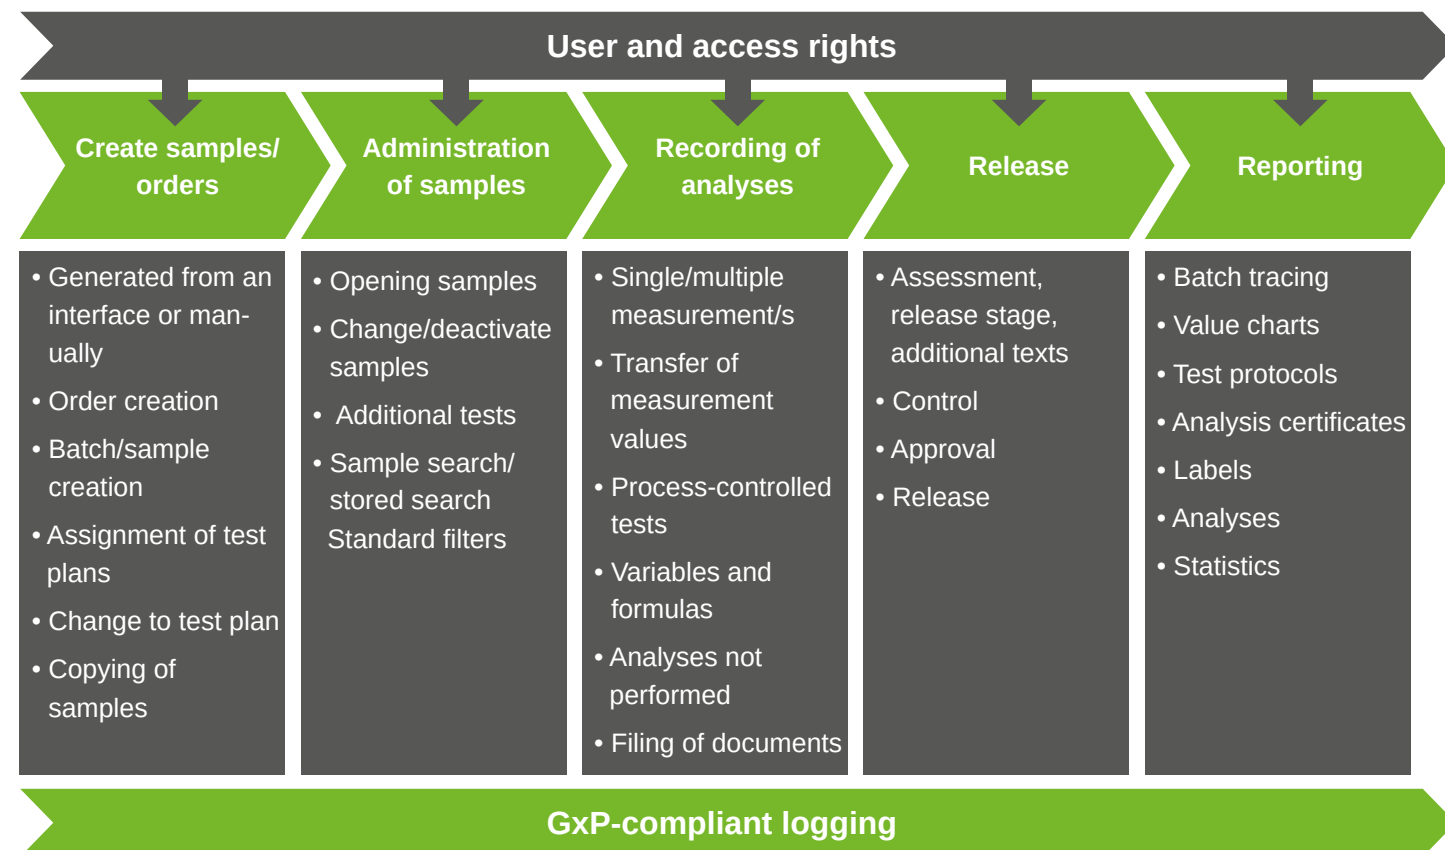 User and access rights
Create samples/
orders
Administration
of samples
Recording of
analyses
Release
Reporting
• Generated from an
interface or man-
ually
• Order creation
• Batch/sample
creation
• Assignment of test
plans
• Change to test plan
• Copying of
samples
• Opening samples
• Change/deactivate
samples
• Additional tests
• Sample search/
stored search
Standard filters
• Single/multiple
measurement/s
• Transfer of
measurement
values
• Process-controlled
tests
• Variables and
formulas
• Analyses not
performed
• Filing of documents
• Assessment,
release stage,
additional texts
• Control
• Approval
• Release
• Batch tracing
• Value charts
• Test protocols
• Analysis certificates
• Labels
• Analyses
• Statistics
GxP-compliant logging